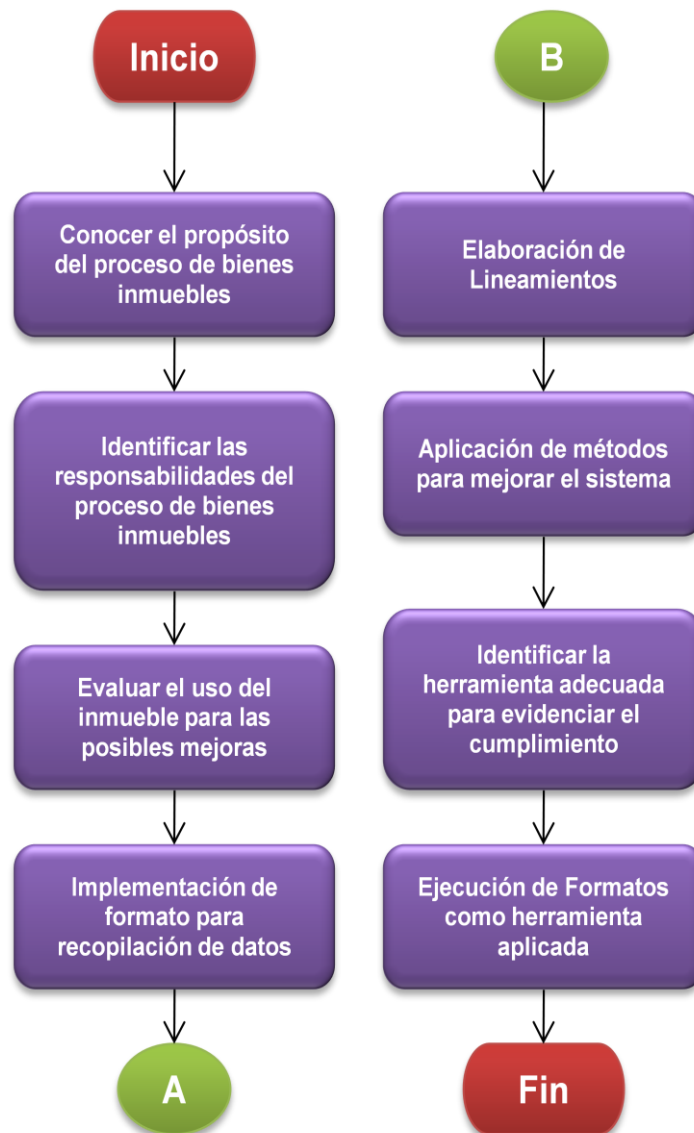 Inicio
Conocer el propósito
del proceso de bienes
inmuebles
Identificar las
responsabilidades del
proceso de bienes
inmuebles
Evaluar el uso del
inmueble para las
posibles mejoras
Implementación de
formato para
recopilación de datos
A
B
Elaboración de
Lineamientos
Aplicación de métodos
para mejorar el sistema
Identificar la
herramienta adecuada
para evidenciar el
cumplimiento
Ejecución de Formatos
como herramienta
aplicada
Fin